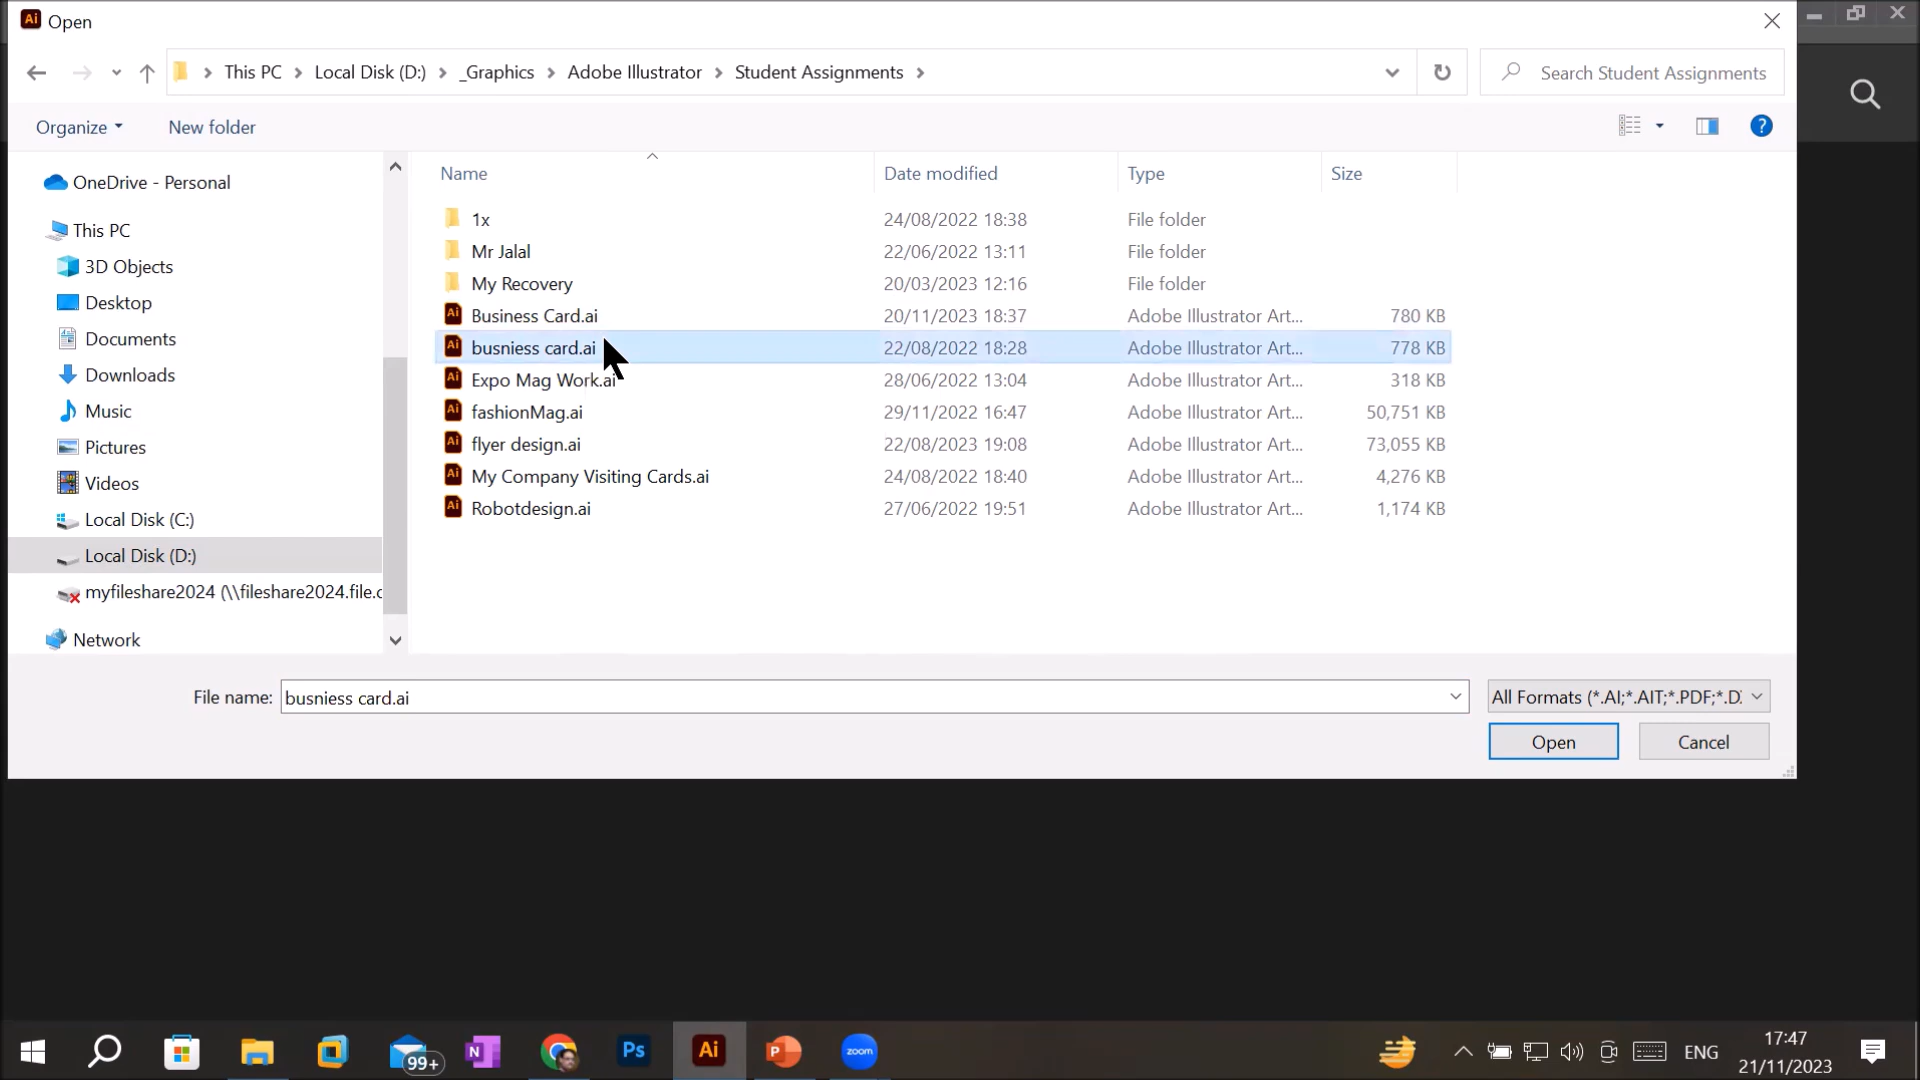 Ai Open
This PC Local Disk (D:) _Graphics Adobe Illustrator Student Assignments
Search Student Assignments
Organize New folder
?
OneDrive - Personal
This PC
3D Objects
Desktop
Documents
Downloads
Music
Pictures
Videos
Local Disk (C:)
Local Disk (D:)
myfileshare2024 (\\fileshare2024.file.c
Network
Name Date modified Type Size
1x 24/08/2022 18:38 File folder
Mr Jalal 22/06/2022 13:11 File folder
My Recovery 20/03/2023 12:16 File folder
Ai Business Card.ai 20/11/2023 18:37 Adobe Illustrator Art... 780 KB
Ai busniess card.ai 22/08/2022 18:28 Adobe Illustrator Art... 778 KB
Ai Expo Mag Work.ai 28/06/2022 13:04 Adobe Illustrator Art... 318 KB
Ai fashionMag.ai 29/11/2022 16:47 Adobe Illustrator Art... 50,751 KB
Ai flyer design.ai 22/08/2023 19:08 Adobe Illustrator Art... 73,055 KB
Ai My Company Visiting Cards.ai 24/08/2022 18:40 Adobe Illustrator Art... 4,276 KB
Ai Robotdesign.ai 27/06/2022 19:51 Adobe Illustrator Art... 1,174 KB
File name: busniess card.ai All Formats (*.AI;*.AIT;*.PDF;*.D
Open Cancel
99+ N Ps Ai P zoom ENG 17:47
21/11/2023